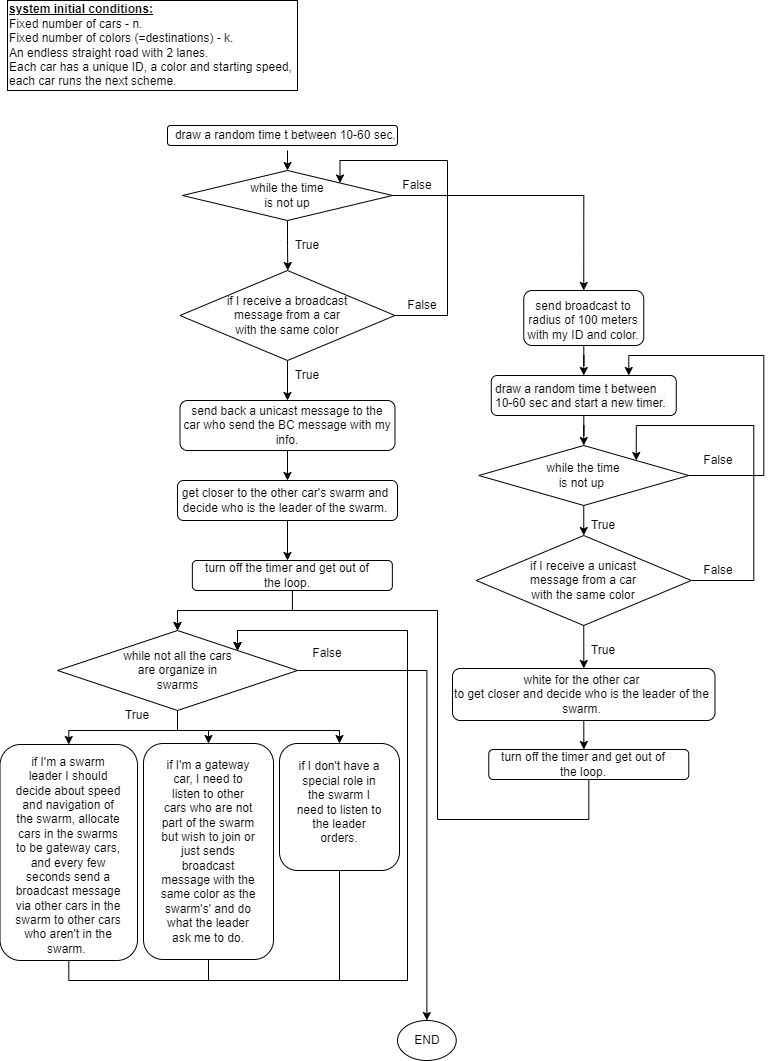 system initial conditions:
Fixed number of cars - n.
Fixed number of colors (=destinations) - k.
An endless straight road with 2 lanes.
Each car has a unique ID, a color and starting speed,
each car runs the next scheme.
draw a random time t between 10-60 sec.
while the time
is not up
False
True
if I receive a broadcast
message from a car
with the same color
False
True
send back a unicast message to the
car who send the BC message with my
info.
get closer to the other car's swarm and
decide who is the leader of the swarm.
turn off the timer and get out of
the loop.
send broadcast to
radius of 100 meters
with my ID and color.
draw a random time t between
10-60 sec and start a new timer.
while the time
is not up
False
True
if I receive a unicast
message from a car
with the same color
False
True
white for the other car
to get closer and decide who is the leader of the
swarm.
turn off the timer and get out of
the loop.
while not all the cars
are organize in
swarms
False
True
if I'm a swarm
leader I should
decide about speed
and navigation of
the swarm, allocate
cars in the swarms
to be gateway cars,
and every few
seconds send a
broadcast message
via other cars in the
swarm to other cars
who aren't in the
swarm.
if I'm a gateway
car, I need to
listen to other
cars who are not
part of the swarm
but wish to join or
just sends
broadcast
message with the
same color as the
swarm's' and do
what the leader
ask me to do.
if I don't have a
special role in
the swarm I
need to listen to
the leader
orders.
END